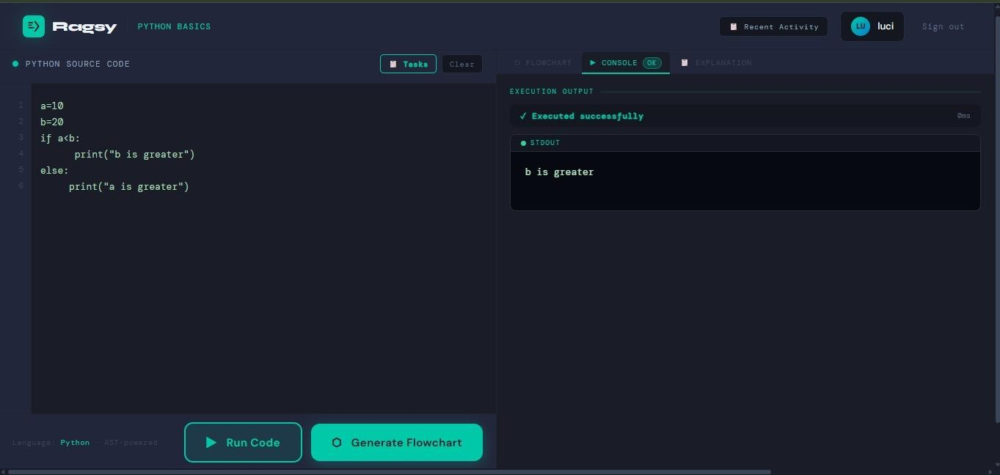 Ragsy
PYTHON BASICS
Recent Activity
LU
luci
Sign out
PYTHON SOURCE CODE
Tasks
Clear
1 a=10
2 b=20
3 if a<b:
4 print("b is greater")
5 else:
6 print("a is greater")
Language: Python · AST-powered
Run Code
Generate Flowchart
FLOWCHART
CONSOLE OK
EXPLANATION
EXECUTION OUTPUT
✓ Executed successfully
0ms
STDOUT
b is greater